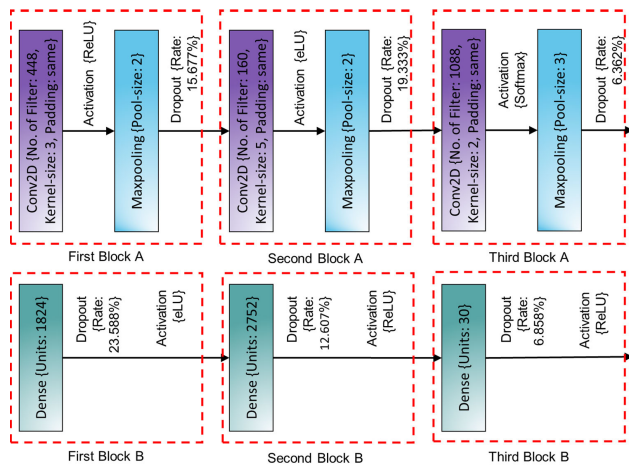 Conv2D {No. of Filter: 448,
Kernel-size: 3, Padding: same}
Activation {ReLU}
Maxpooling {Pool-size: 2}
Dropout {Rate:
15.677%}
Conv2D {No. of Filter: 160,
Kernel-size: 5, Padding: same}
Activation {eLU}
Maxpooling {Pool-size: 2}
Dropout {Rate:
19.333%}
Conv2D {No. of Filter: 1088,
Kernel-size: 2, Padding: same}
Activation
{Softmax}
Maxpooling {Pool-size: 3}
Dropout {Rate:
6.362%}
First Block A
Second Block A
Third Block A
Dense {Units: 1824}
Dropout
{Rate:
23.588%}
Activation
{eLU}
Dense {Units: 2752}
Dropout
{Rate:
12.607%}
Activation
{ReLU}
Dense {Units: 30}
Dropout
{Rate:
6.858%}
Activation
{ReLU}
First Block B
Second Block B
Third Block B